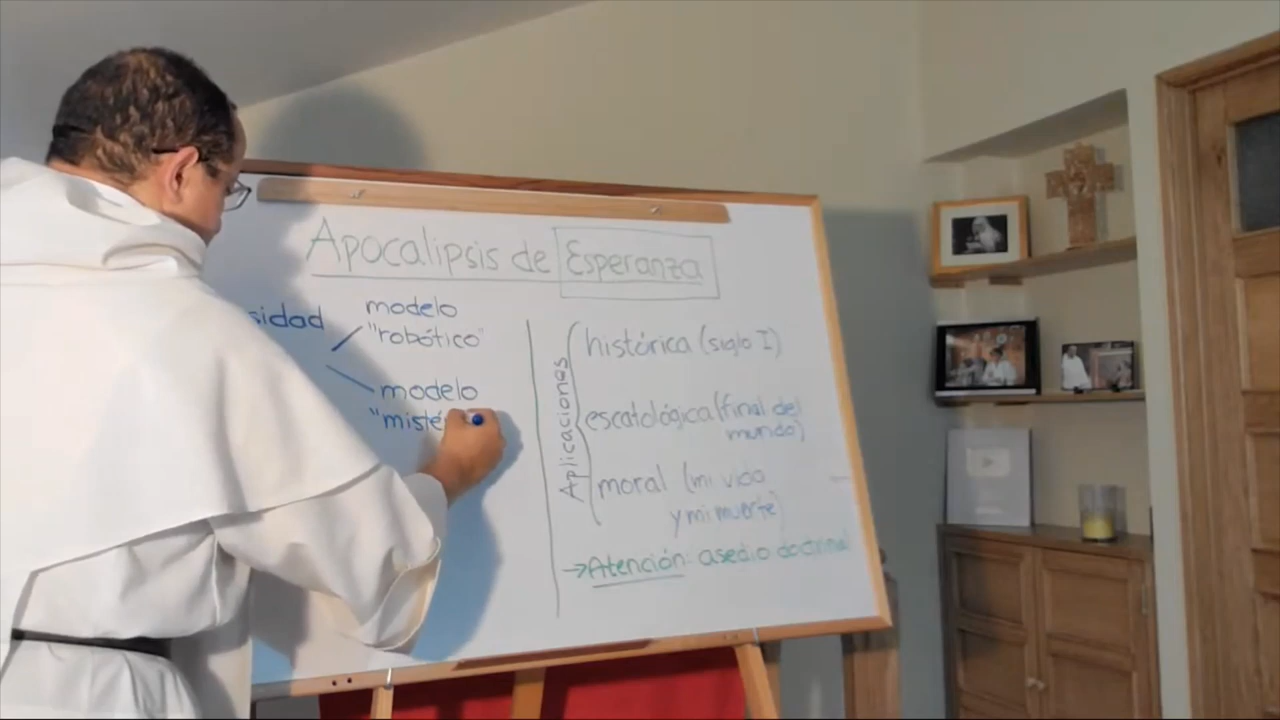 Apocalipsis de Esperanza
sidad
modelo
"robótico"
modelo
"misté
Aplicaciones
histórica (siglo I)
escatológica (final del
mundo)
moral (mi vida
y mi muerte)
→ Atención: asedio doctrinal